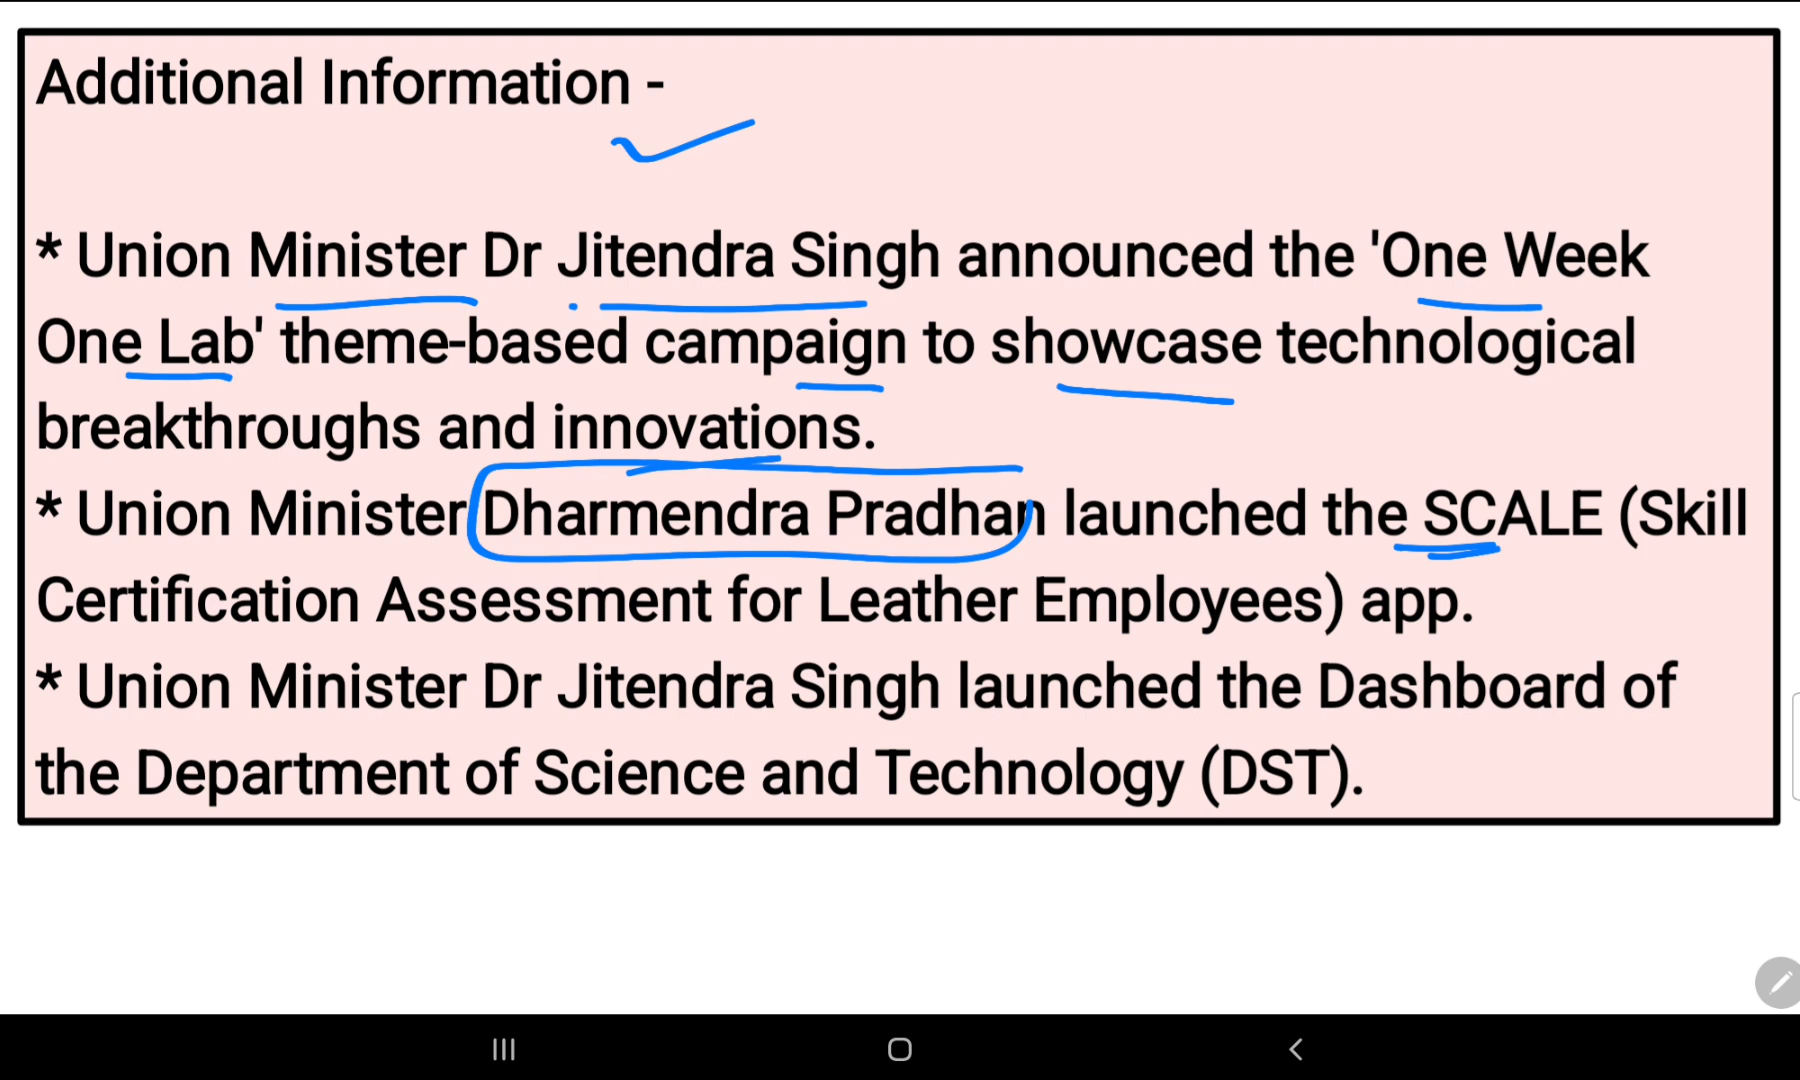 Additional Information -
* Union Minister Dr Jitendra Singh announced the 'One Week
One Lab' theme-based campaign to showcase technological
breakthroughs and innovations.
* Union Minister Dharmendra Pradhan launched the SCALE (Skill
Certification Assessment for Leather Employees) app.
* Union Minister Dr Jitendra Singh launched the Dashboard of
the Department of Science and Technology (DST).